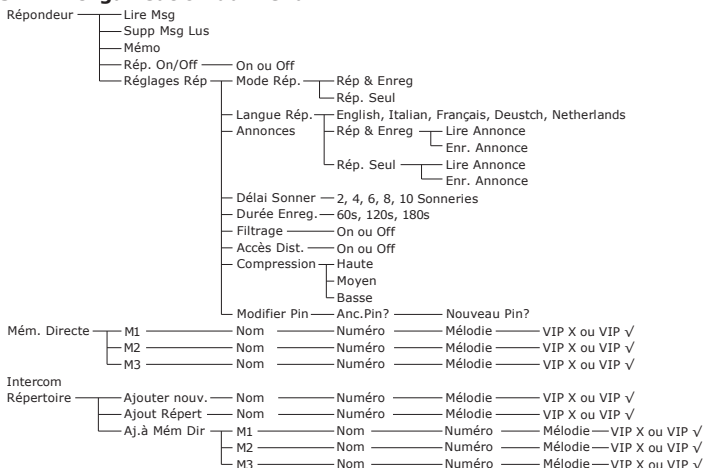 Répondeur Lire Msg
Supp Msg Lus
Mémo
Rép. On/Off On ou Off
Réglages Rép Mode Rép. Rép & Enreg
Rép. Seul
Langue Rép. English, Italian, Français, Deustch, Netherlands
Annonces Rép & Enreg Lire Annonce
Enr. Annonce
Rép. Seul Lire Annonce
Enr. Annonce
Délai Sonner 2, 4, 6, 8, 10 Sonneries
Durée Enreg. 60s, 120s, 180s
Filtrage On ou Off
Accès Dist. On ou Off
Compression Haute
Moyen
Basse
Modifier Pin Anc.Pin? Nouveau Pin?
Mém. Directe M1 Nom Numéro Mélodie VIP X ou VIP √
M2 Nom Numéro Mélodie VIP X ou VIP √
M3 Nom Numéro Mélodie VIP X ou VIP √
Intercom
Répertoire Ajouter nouv. Nom Numéro Mélodie VIP X ou VIP √
Ajout Répert Nom Numéro Mélodie VIP X ou VIP √
Aj.à Mém Dir M1 Nom Numéro Mélodie VIP X ou VIP √
M2 Nom Numéro Mélodie VIP X ou VIP √
M3 Nom Numéro Mélodie VIP X ou VIP √